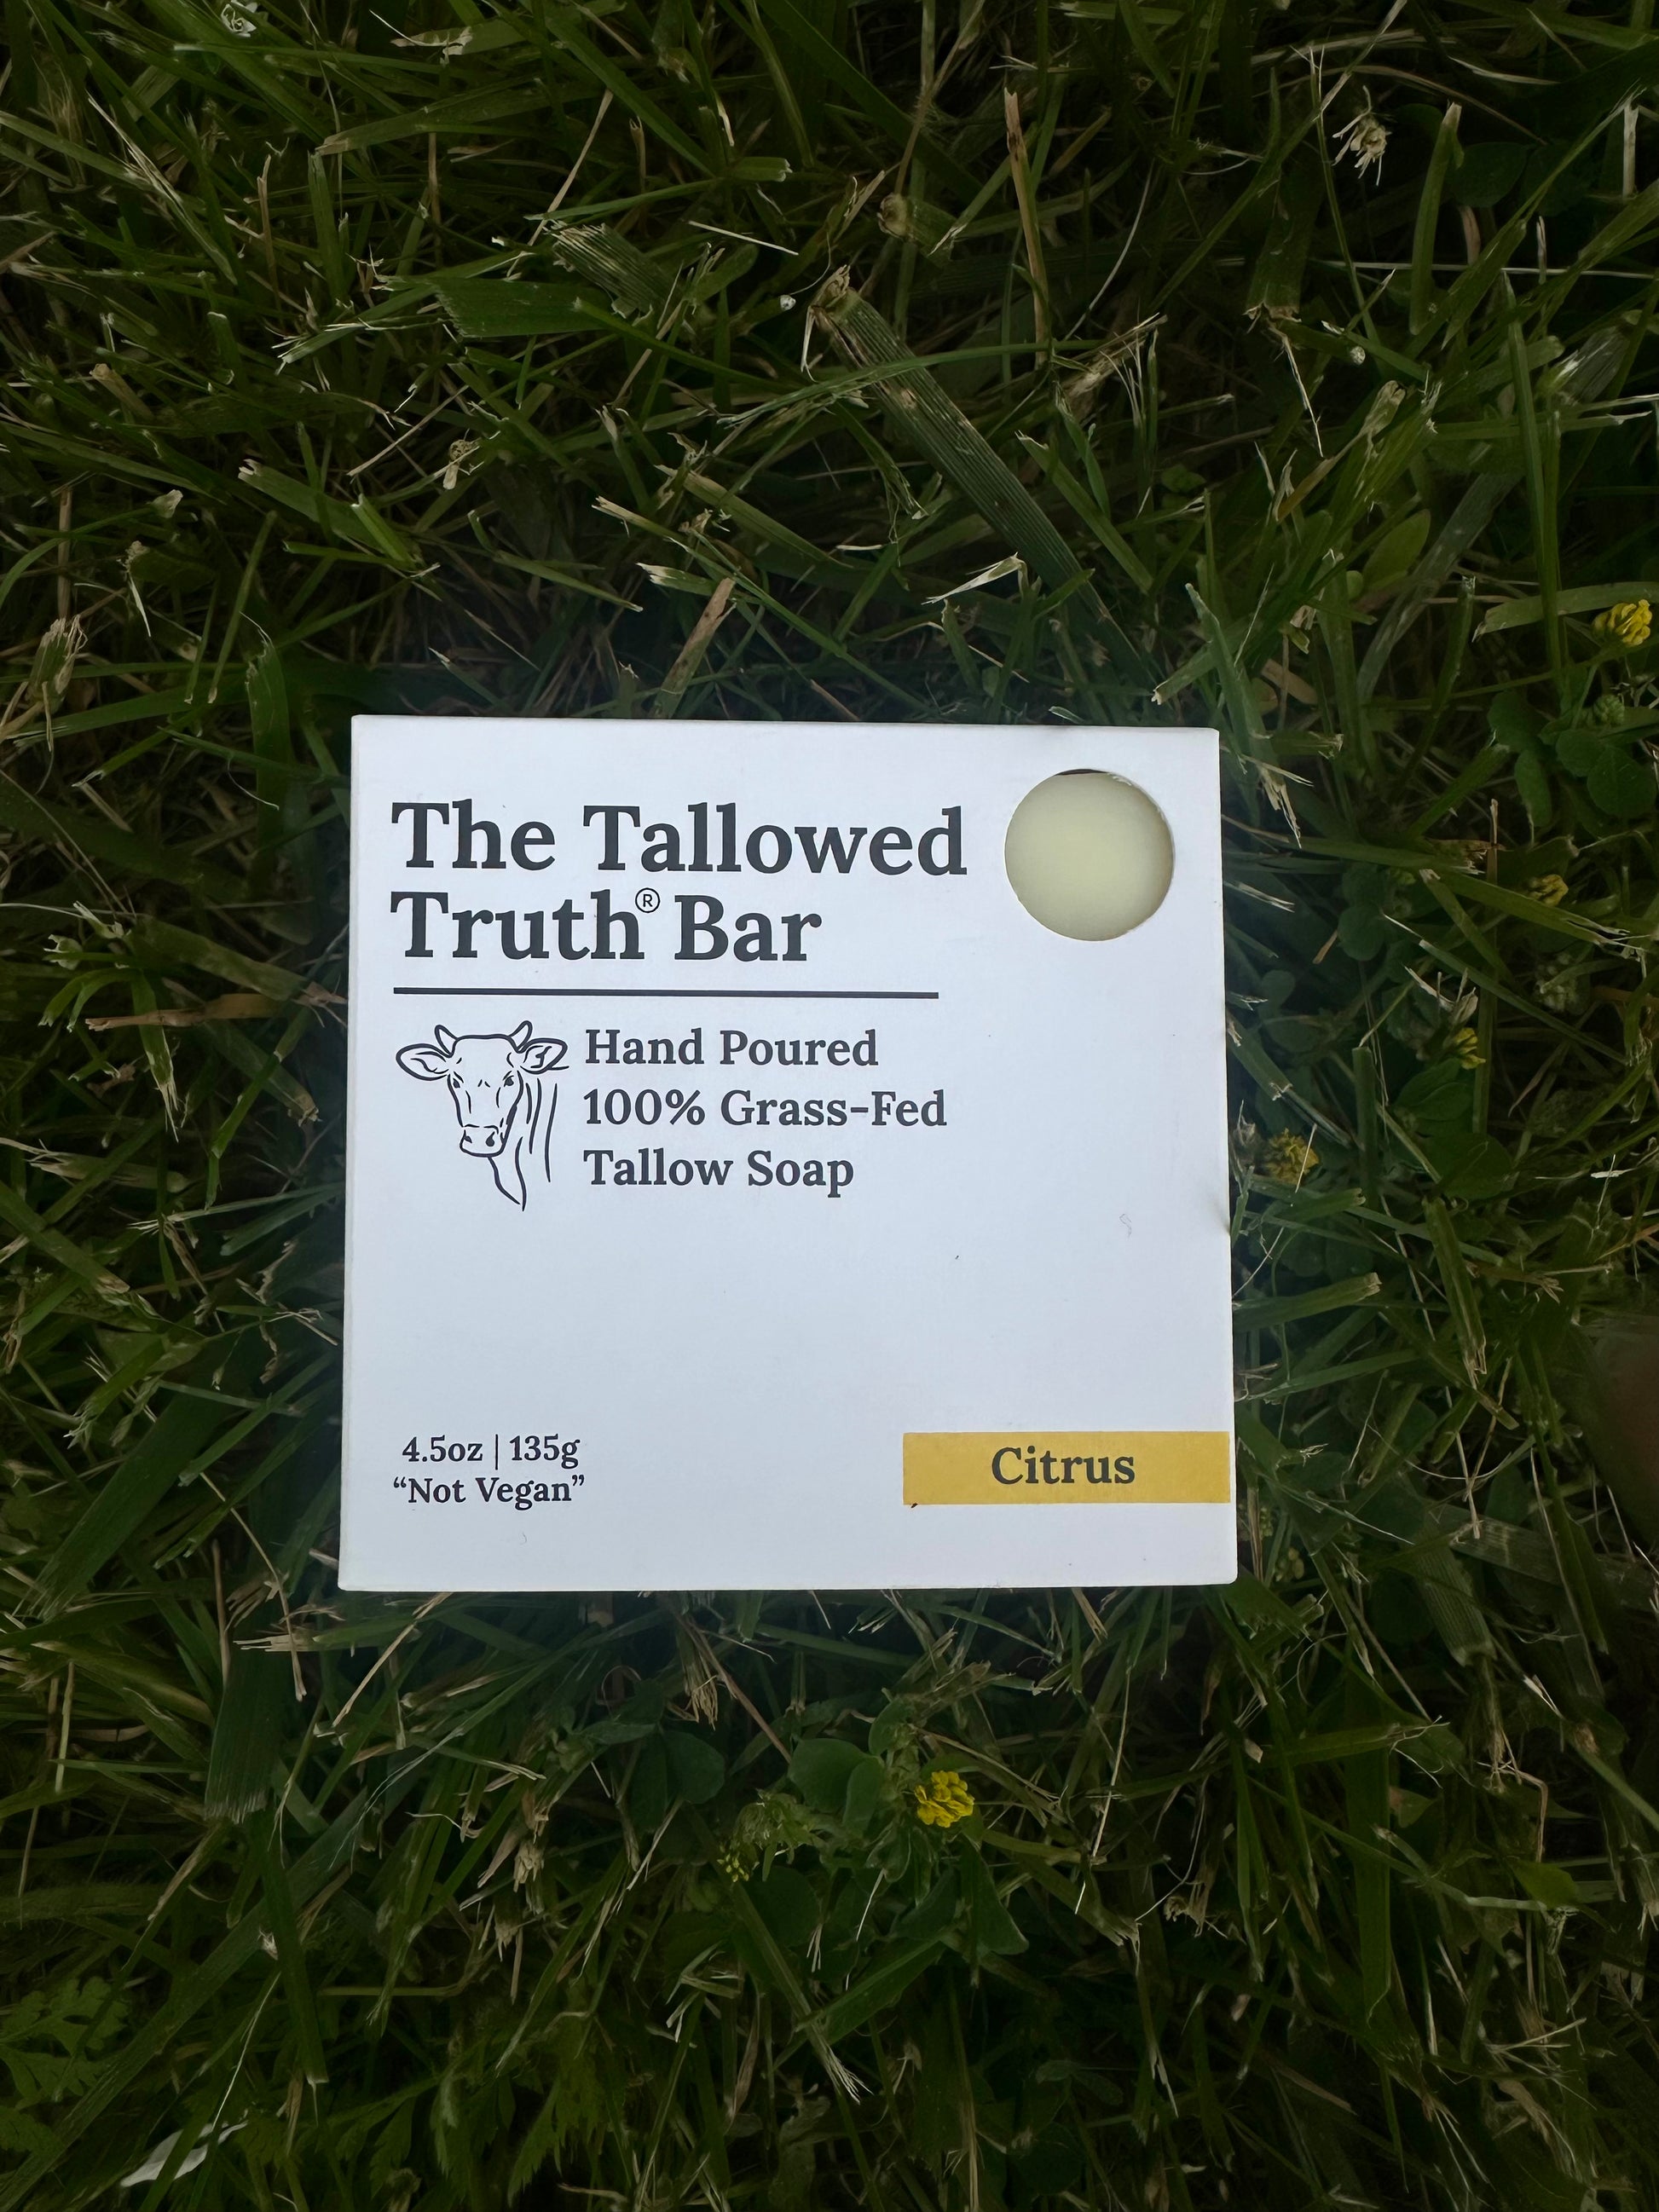 The Tallowed
Truth® Bar
Hand Poured
100% Grass-Fed
Tallow Soap
4.5oz | 135g
“Not Vegan”
Citrus